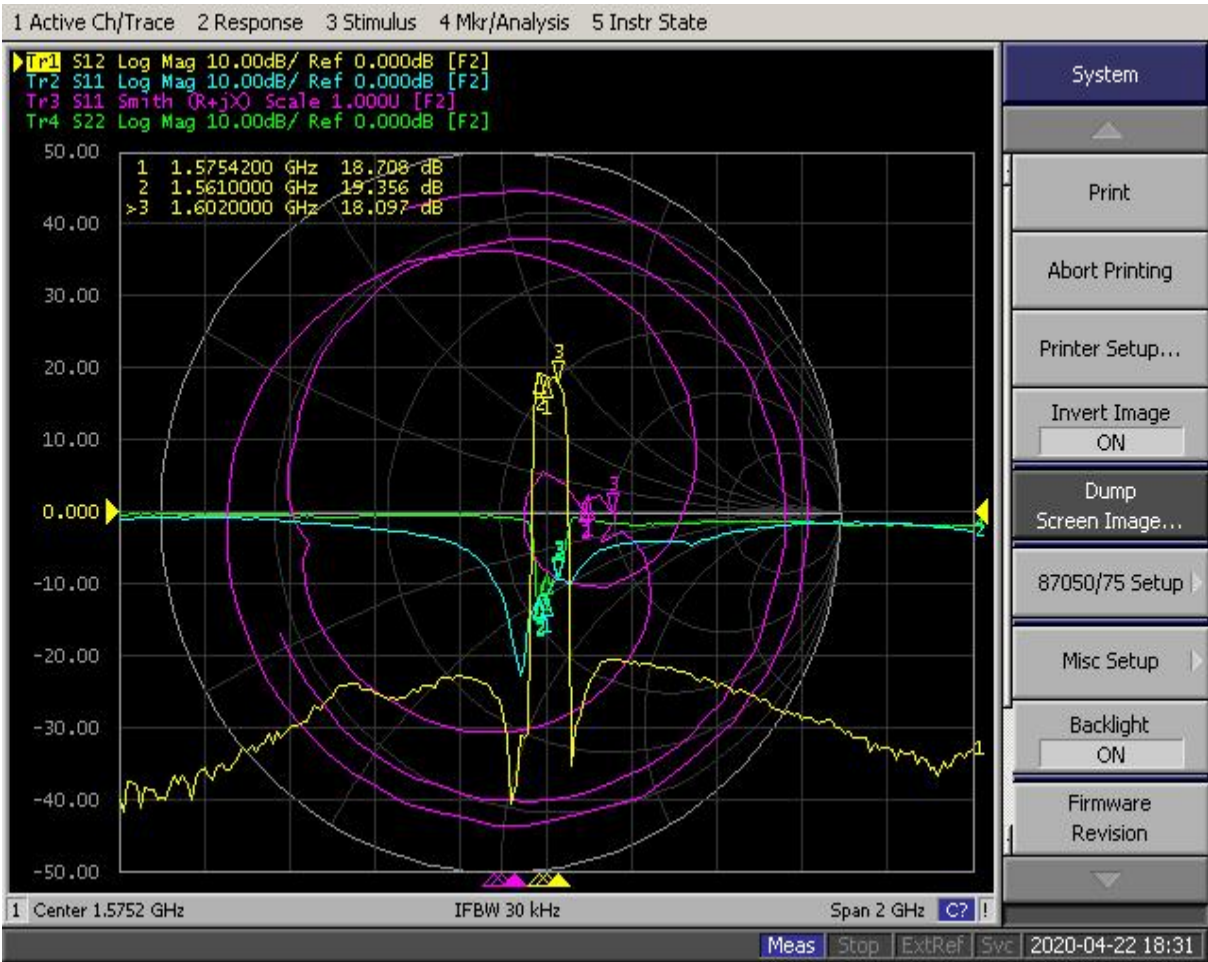 1 Active Ch/Trace 2 Response 3 Stimulus 4 Mkr/Analysis 5 Instr State
Tr1 S12 Log Mag 10.00dB/ Ref 0.000dB [F2]
Tr2 S11 Log Mag 10.00dB/ Ref 0.000dB [F2]
Tr3 S11 Smith (R+jX) Scale 1.000U [F2]
Tr4 S22 Log Mag 10.00dB/ Ref 0.000dB [F2]
50.00
1 1.5754200 GHz 18.708 dB
2 1.5610000 GHz 19.356 dB
>3 1.6020000 GHz 18.097 dB
40.00
30.00
20.00
10.00
0.000
-10.00
-20.00
-30.00
-40.00
-50.00
3
3
3
1
2
1
1 Center 1.5752 GHz
IFBW 30 kHz
Span 2 GHz C? !
System
Print
Abort Printing
Printer Setup...
Invert Image
ON
Dump
Screen Image...
87050/75 Setup
Misc Setup
Backlight
ON
Firmware
Revision
Meas Stop ExtRef Svc 2020-04-22 18:31